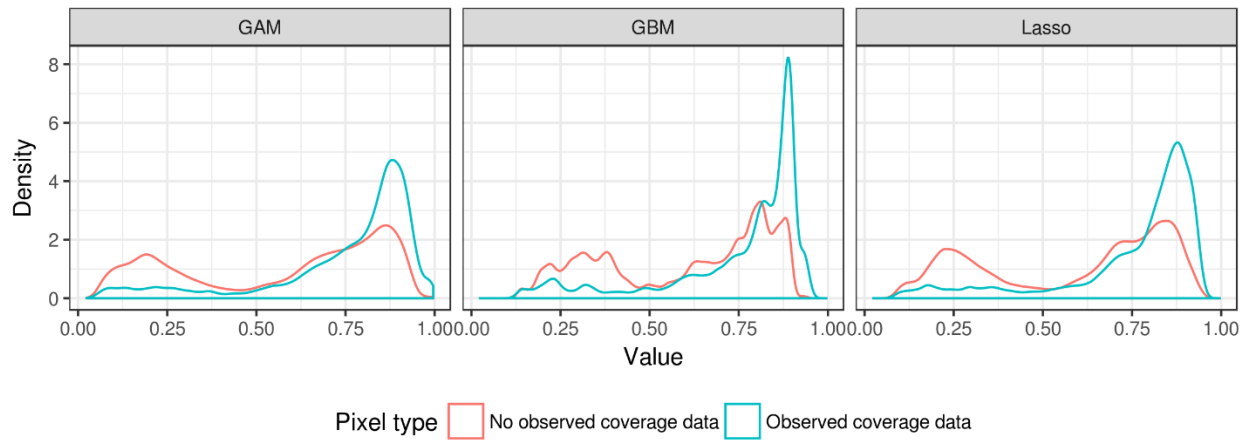 GAM GBM Lasso
Density
8
6
4
2
0
0.00 0.25 0.50 0.75 1.00 0.00 0.25 0.50 0.75 1.00 0.00 0.25 0.50 0.75 1.00
Value
Pixel type No observed coverage data Observed coverage data